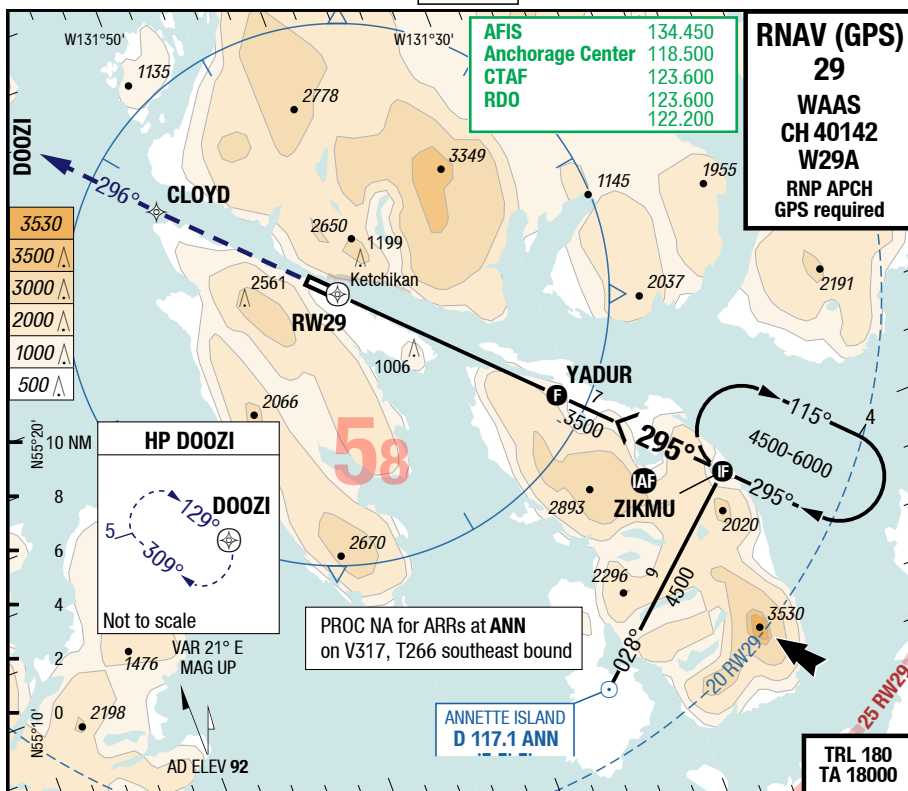 W131°50'
W131°30'
AFIS 134.450
Anchorage Center 118.500
CTAF 123.600
RDO 123.600
122.200
RNAV (GPS)
29
WAAS
CH 40142
W29A
RNP APCH
GPS required
1135
2778
3349
1145
1955
DOOZI
296°
CLOYD
3530
3500
3000
2000
1000
500
2650
1199
2561
Ketchikan
RW29
2037
2191
1006
YADUR
F
7
3500
295°
115°
4
4500-6000
295°
IF
IAF
ZIKMU
2066
58
2893
2020
N55°20'
10 NM
8
6
4
2
0
HP DOOZI
DOOZI
129°
5
309°
Not to scale
2670
2296
9
4500
028°
3530
PROC NA for ARRs at ANN
on V317, T266 southeast bound
20 RW29
25 RW29
1476
VAR 21° E
MAG UP
2198
N55°10'
AD ELEV 92
ANNETTE ISLAND
D 117.1 ANN
TRL 180
TA 18000